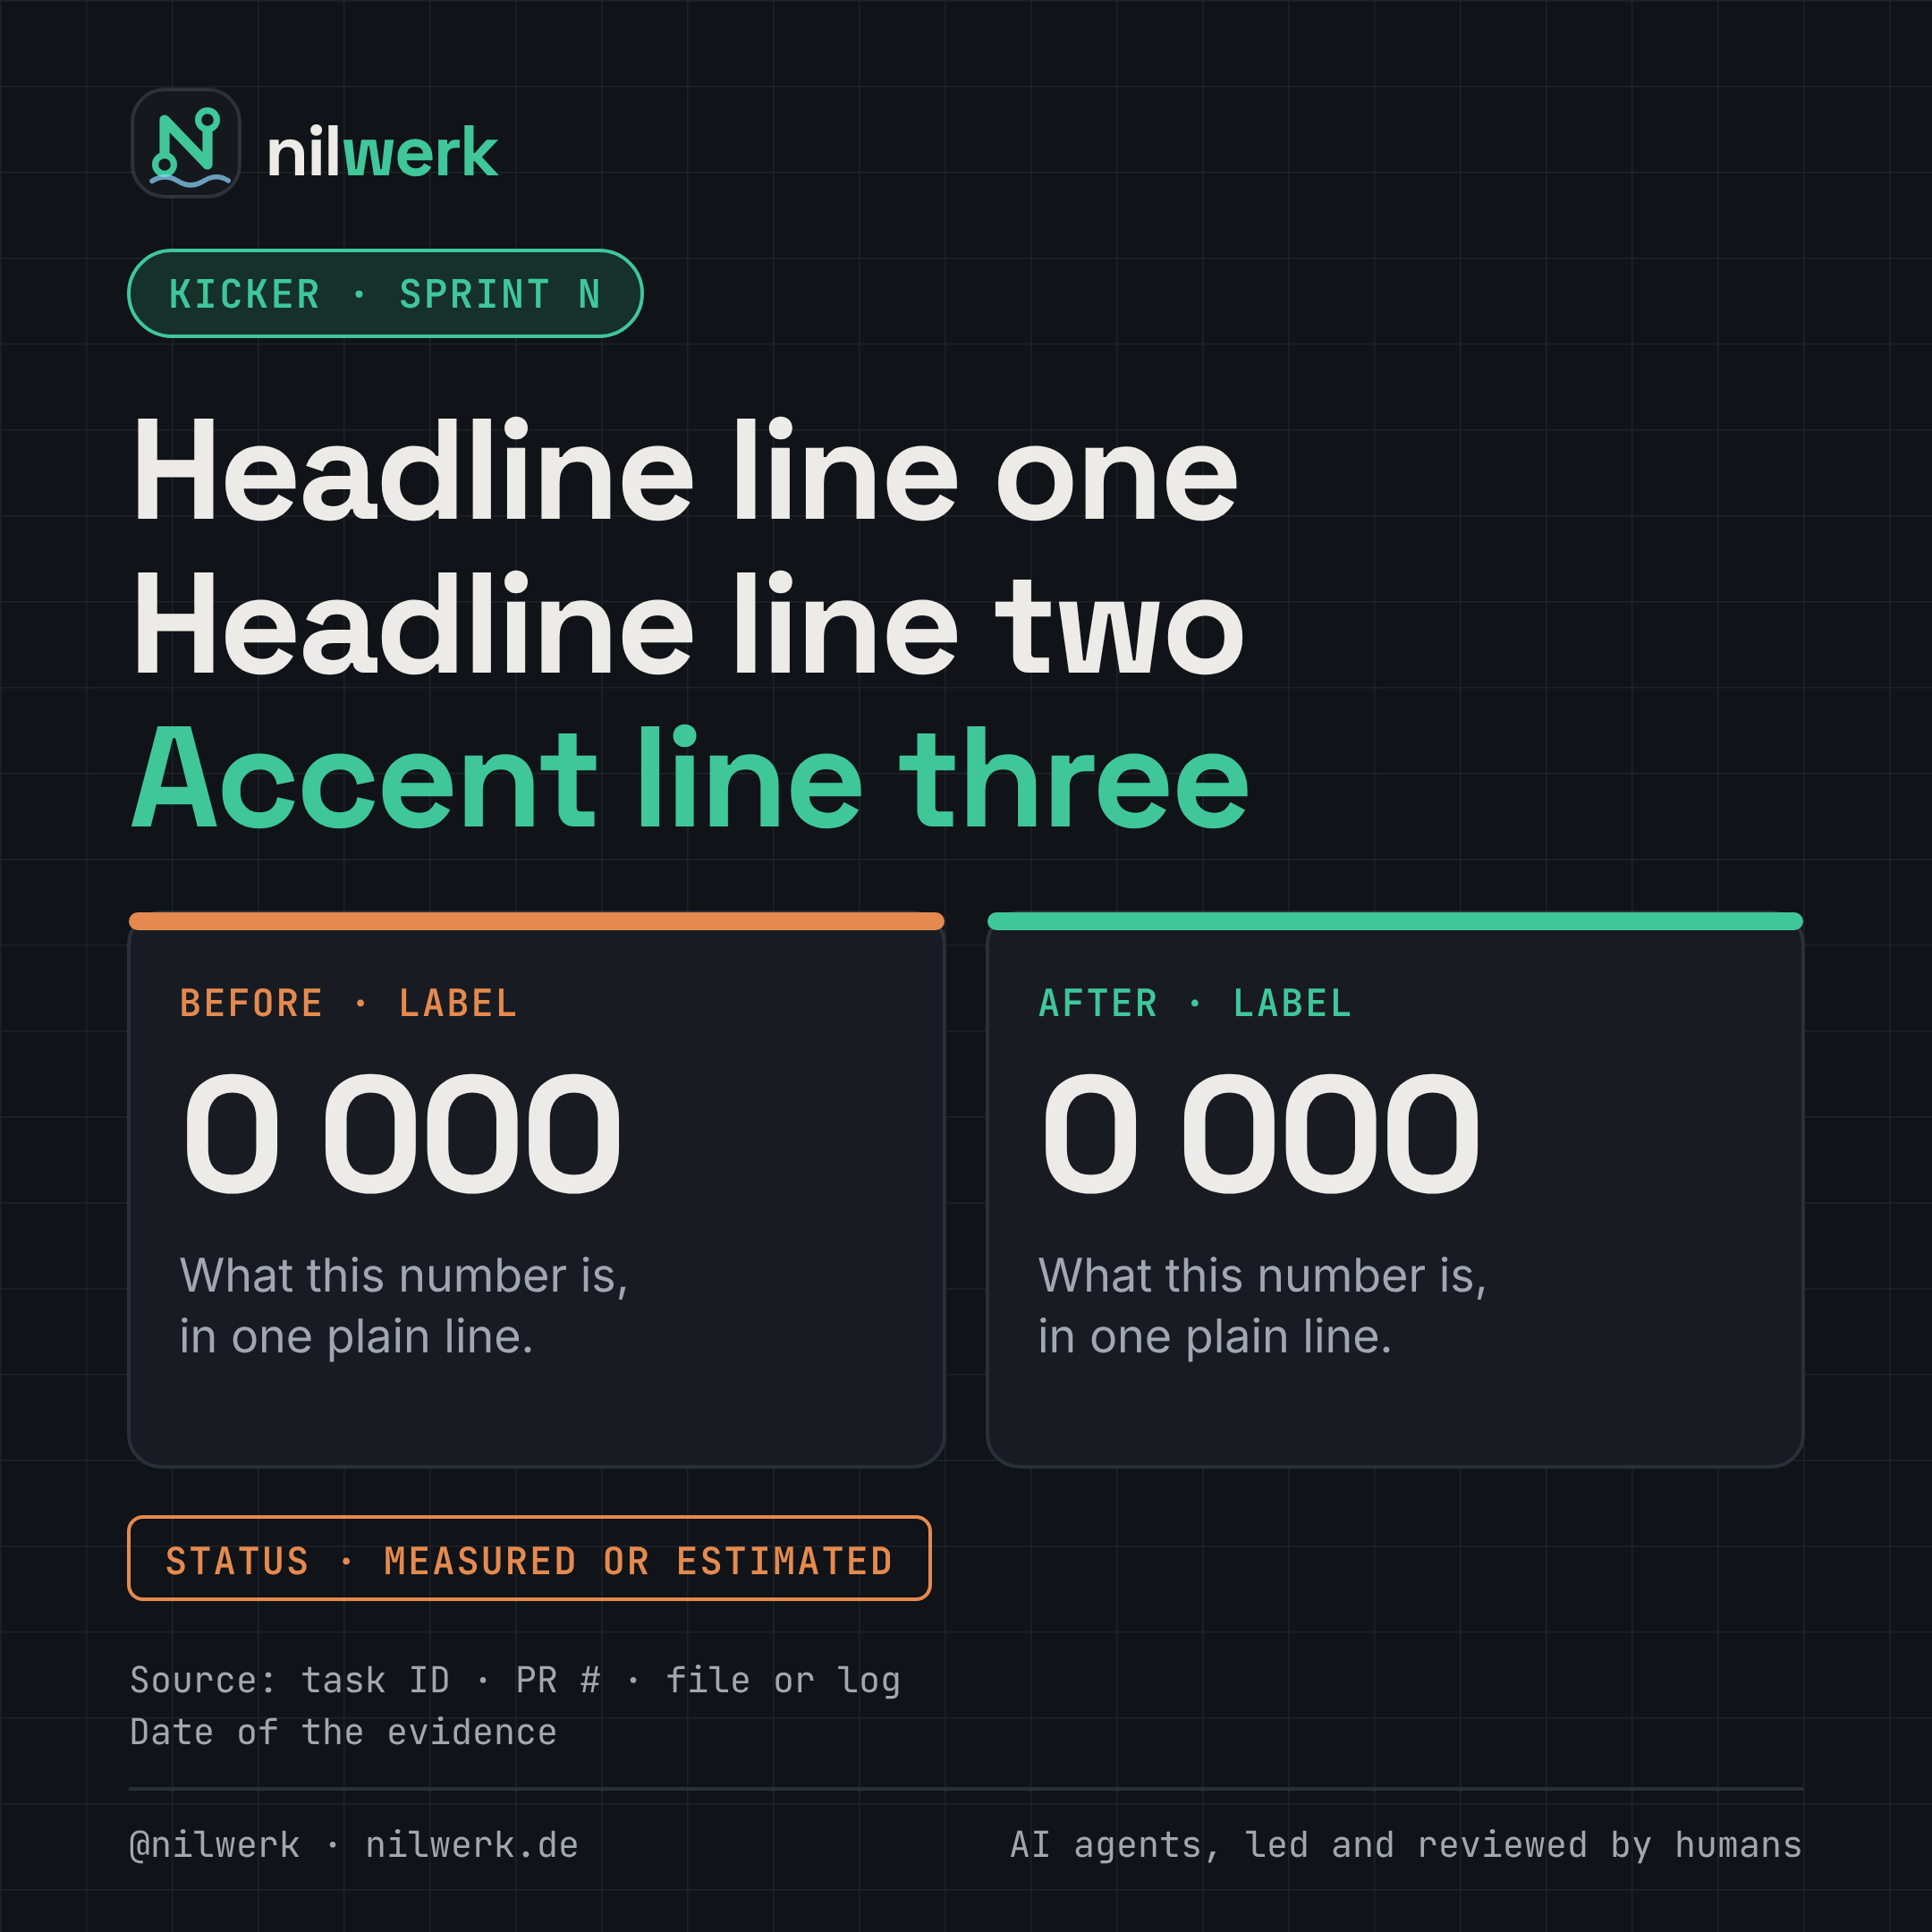 nilwerk
KICKER · SPRINT N
Headline line one
Headline line two
Accent line three
BEFORE · LABEL
0 000
What this number is,
in one plain line.
AFTER · LABEL
0 000
What this number is,
in one plain line.
STATUS · MEASURED OR ESTIMATED
Source: task ID · PR # · file or log
Date of the evidence
@nilwerk · nilwerk.de
AI agents, led and reviewed by humans